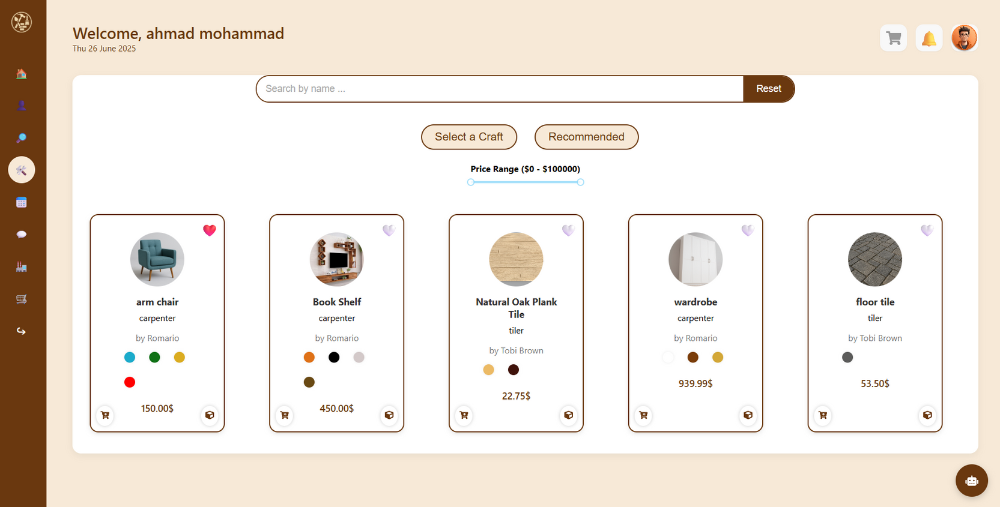 Welcome, ahmad mohammad
Thu 26 June 2025
Search by name ...
Reset
Select a Craft
Recommended
Price Range ($0 - $100000)
arm chair
carpenter
by Romario
150.00$
Book Shelf
carpenter
by Romario
450.00$
Natural Oak Plank
Tile
tiler
by Tobi Brown
22.75$
wardrobe
carpenter
by Romario
939.99$
floor tile
tiler
by Tobi Brown
53.50$